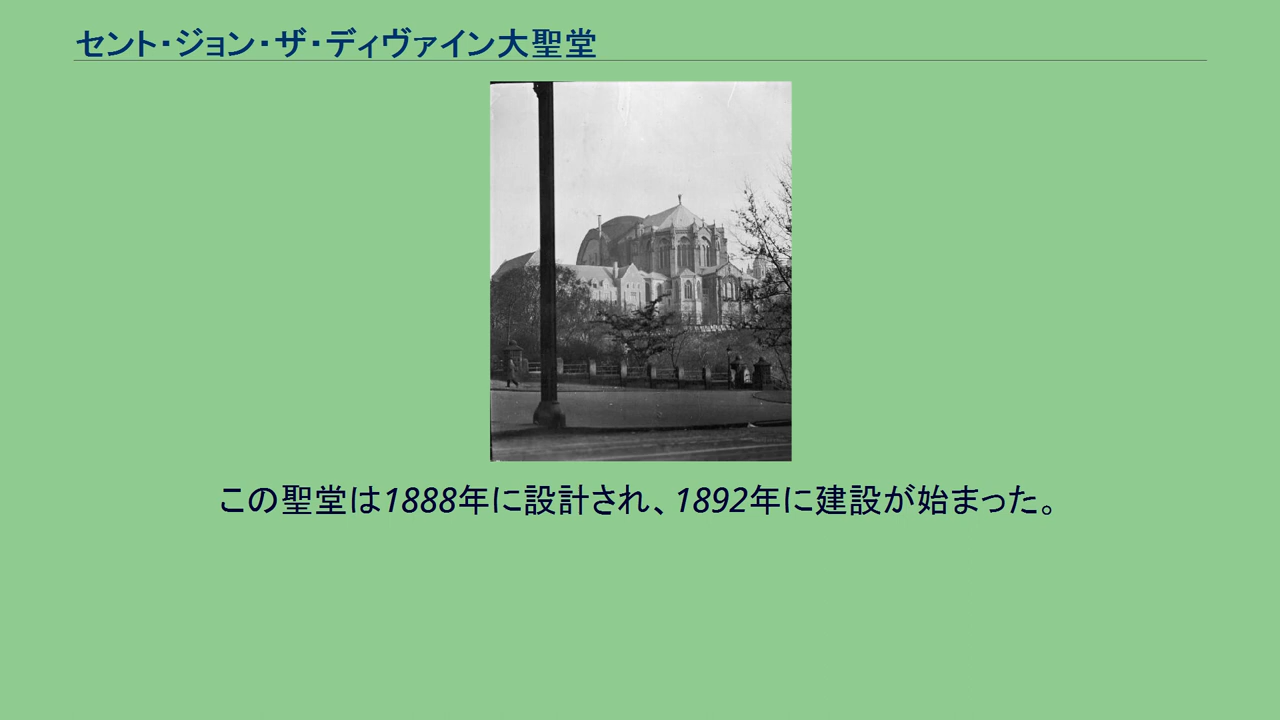 セント・ジョン・ザ・ディヴァイン大聖堂
この聖堂は1888年に設計され、1892年に建設が始まった。